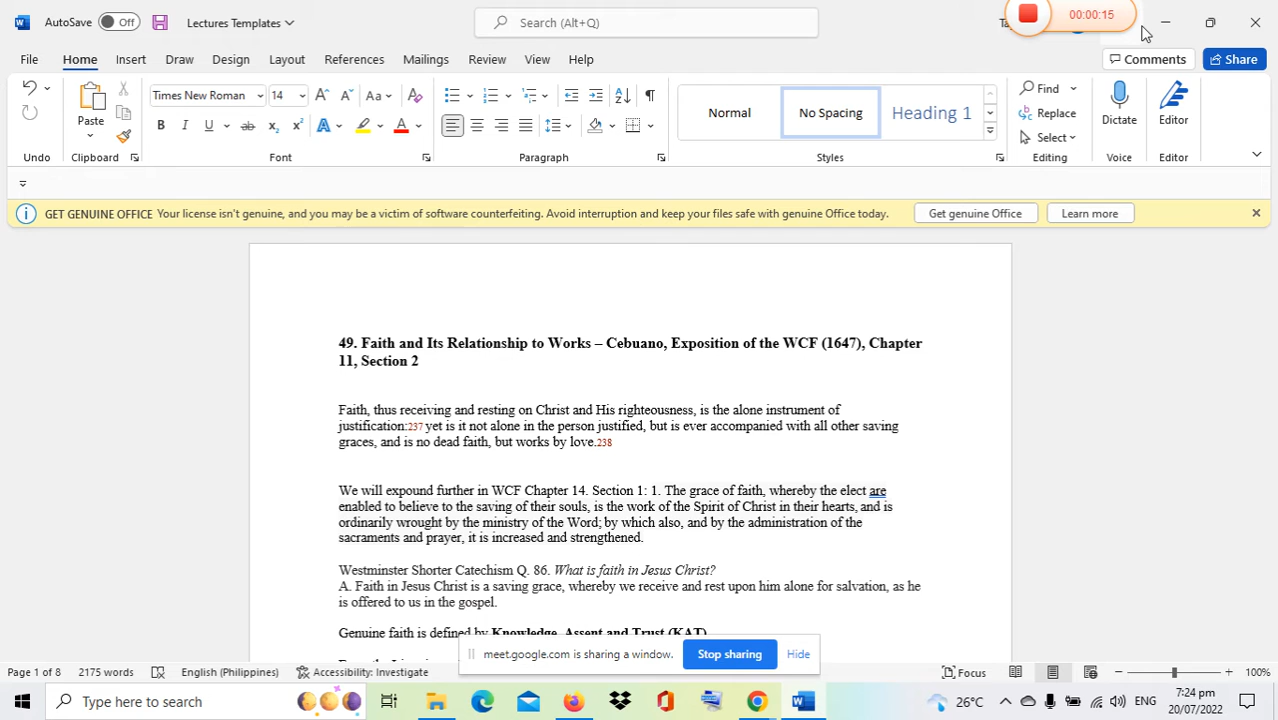 AutoSave Off Lectures Templates Search (Alt+Q) 00:00:15
File Home Insert Draw Design Layout References Mailings Review View Help Comments Share
Undo
Paste
Clipboard
Times New Roman 14
Font
Paragraph
Normal No Spacing Heading 1
Styles
Find
Replace
Select
Editing
Dictate
Voice
Editor
Editor
GET GENUINE OFFICE Your license isn't genuine, and you may be a victim of software counterfeiting. Avoid interruption and keep your files safe with genuine Office today. Get genuine Office Learn more
49. Faith and Its Relationship to Works – Cebuano, Exposition of the WCF (1647), Chapter
11, Section 2
Faith, thus receiving and resting on Christ and His righteousness, is the alone instrument of
justification:237 yet is it not alone in the person justified, but is ever accompanied with all other saving
graces, and is no dead faith, but works by love.238
We will expound further in WCF Chapter 14. Section 1: 1. The grace of faith, whereby the elect are
enabled to believe to the saving of their souls, is the work of the Spirit of Christ in their hearts, and is
ordinarily wrought by the ministry of the Word; by which also, and by the administration of the
sacraments and prayer, it is increased and strengthened.
Westminster Shorter Catechism Q. 86. What is faith in Jesus Christ?
A. Faith in Jesus Christ is a saving grace, whereby we receive and rest upon him alone for salvation, as he
is offered to us in the gospel.
Genuine faith is defined by Knowledge, Assent and Trust (KAT)
meet.google.com is sharing a window. Stop sharing Hide
Page 1 of 8 2175 words English (Philippines) Accessibility: Investigate Focus 100%
Type here to search 26°C ENG 7:24 pm
20/07/2022